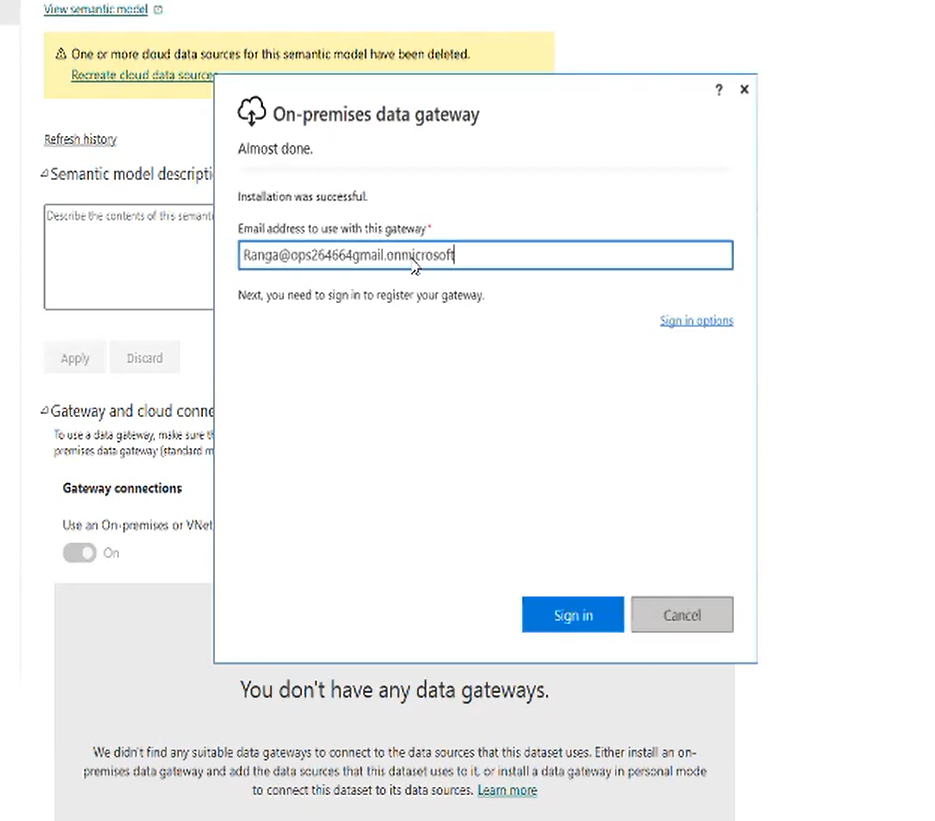 View semantic model
One or more cloud data sources for this semantic model have been deleted.
Recreate cloud data sources
? ×
On-premises data gateway
Almost done.
Refresh history
Semantic model descripti
Installation was successful.
Describe the contents of this semant
Email address to use with this gateway *
Ranga@ops264664gmail.onmicrosoft
Next, you need to sign in to register your gateway.
Sign in options
Apply Discard
Gateway and cloud conne
To use a data gateway, make sure th
premises data gateway (standard m
Gateway connections
Use an On-premises or VNet
On
Sign in Cancel
You don't have any data gateways.
We didn't find any suitable data gateways to connect to the data sources that this dataset uses. Either install an on-
premises data gateway and add the data sources that this dataset uses to it, or install a data gateway in personal mode
to connect this dataset to its data sources. Learn more